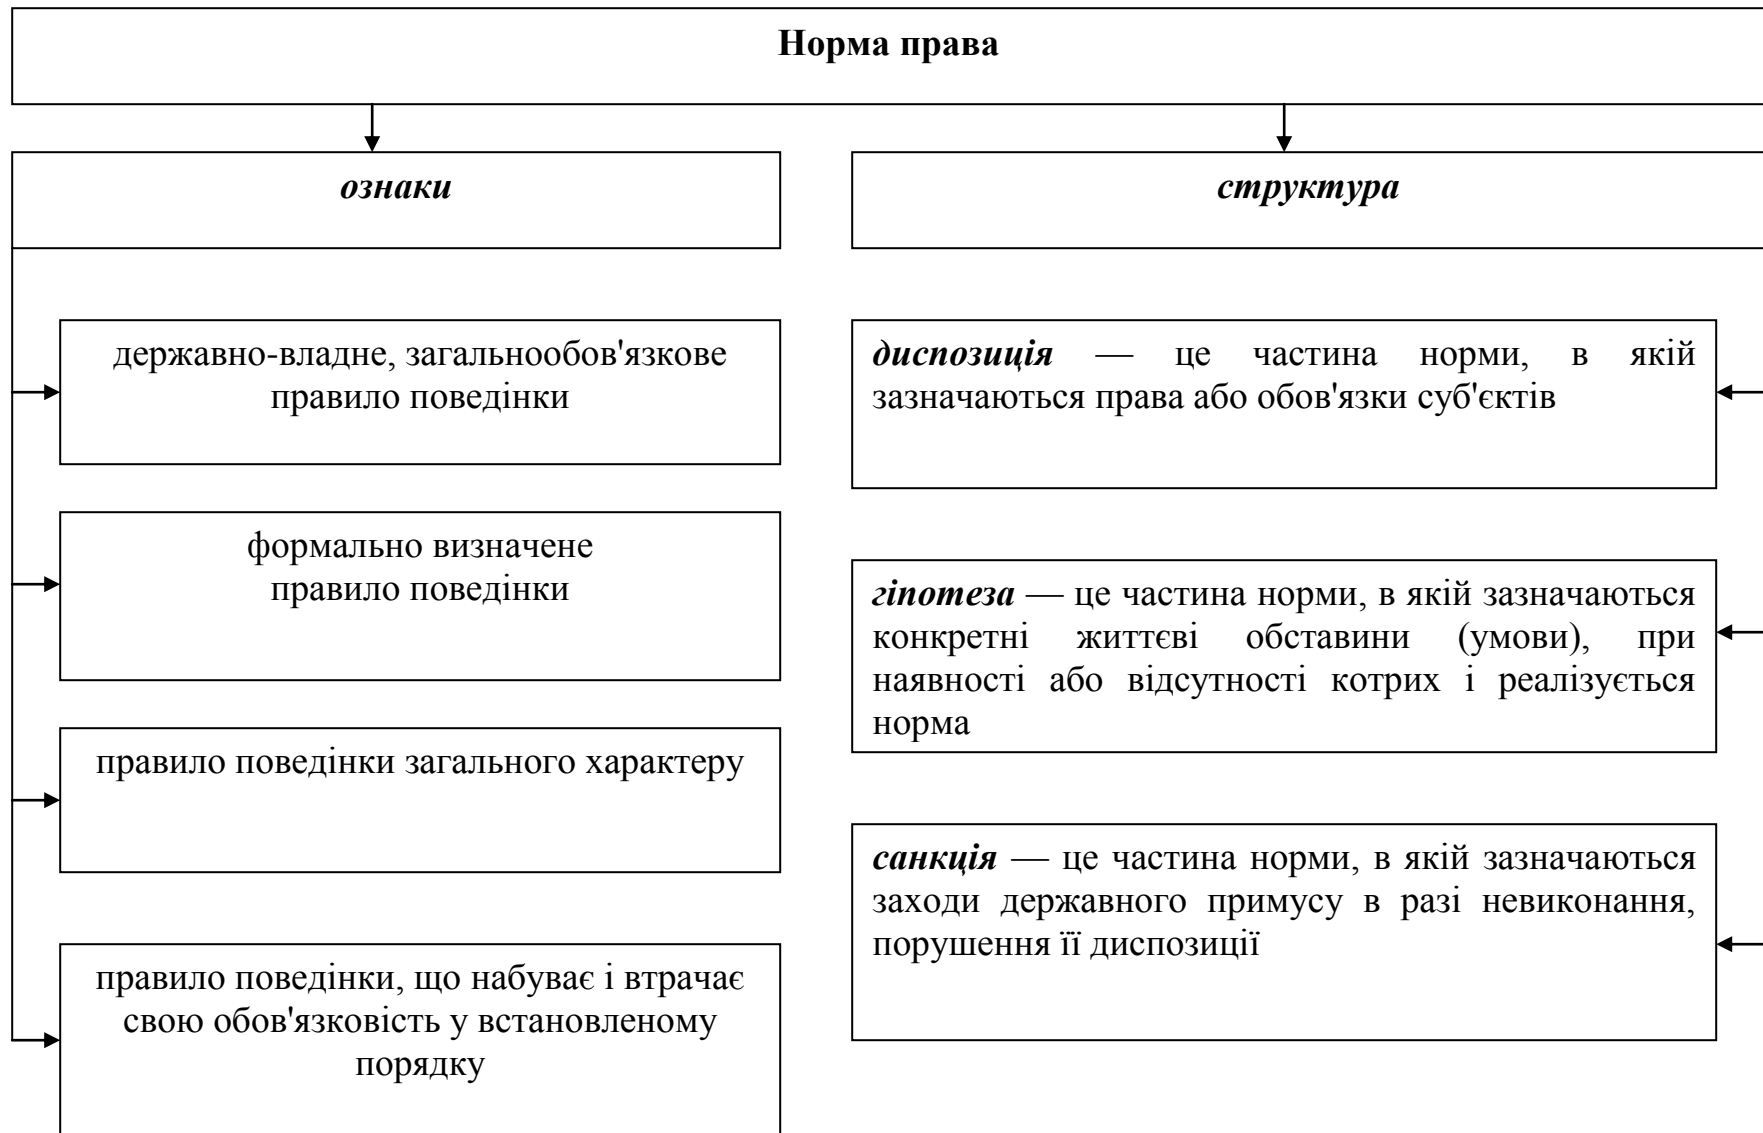 Норма права
ознаки
державно-владне, загальнообов'язкове
правило поведінки
формально визначене
правило поведінки
правило поведінки загального характеру
правило поведінки, що набуває і втрачає
свою обов'язковість у встановленому
порядку
структура
диспозиція — це частина норми, в якій
зазначаються права або обов'язки суб'єктів
гіпотеза — це частина норми, в якій зазначаються
конкретні життєві обставини (умови), при
наявності або відсутності котрих і реалізується
норма
санкція — це частина норми, в якій зазначаються
заходи державного примусу в разі невиконання,
порушення її диспозиції